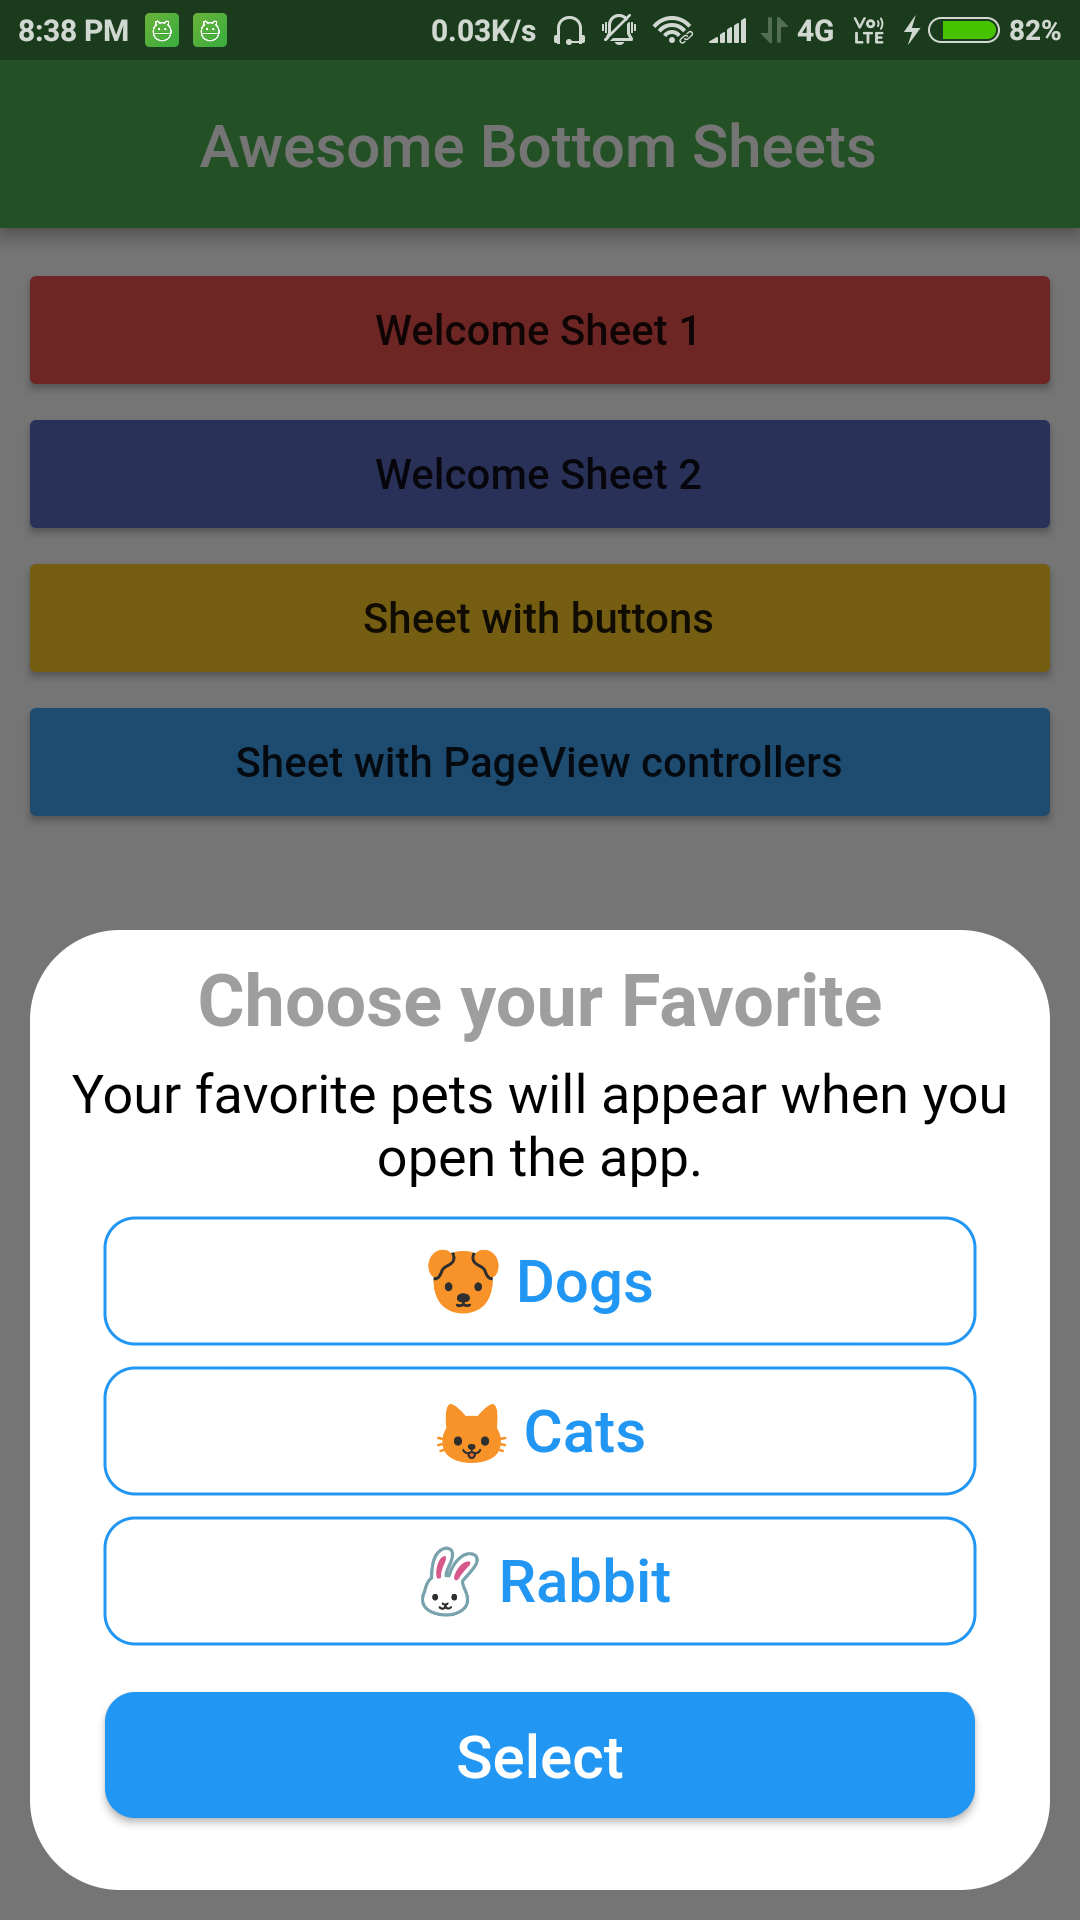 8:38 PM 0.03K/s 4G VoLTE 82%
Awesome Bottom Sheets
Welcome Sheet 1
Welcome Sheet 2
Sheet with buttons
Sheet with PageView controllers
Choose your Favorite
Your favorite pets will appear when you
open the app.
🐶 Dogs
🐱 Cats
🐰 Rabbit
Select